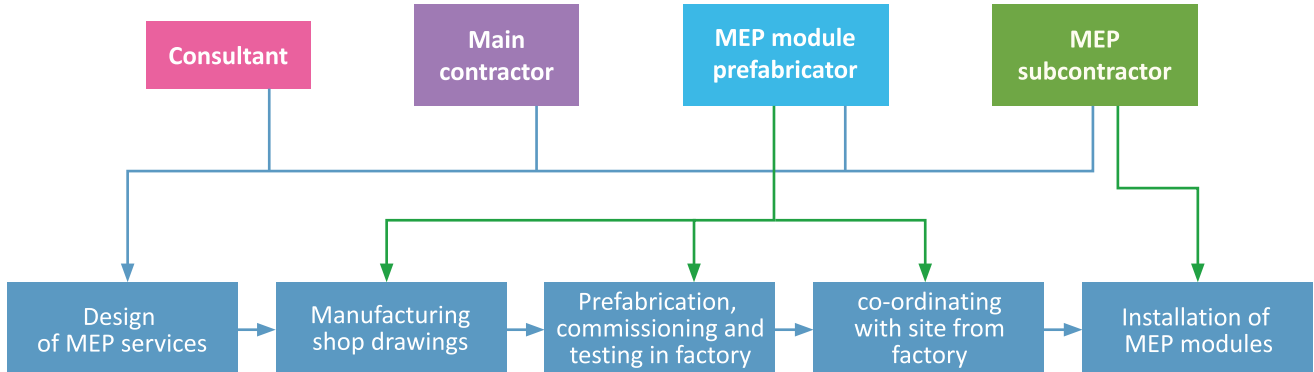 Consultant
Main
contractor
MEP module
prefabricator
MEP
subcontractor
Design
of MEP services
Manufacturing
shop drawings
Prefabrication,
commissioning and
testing in factory
co-ordinating
with site from
factory
Installation of
MEP modules